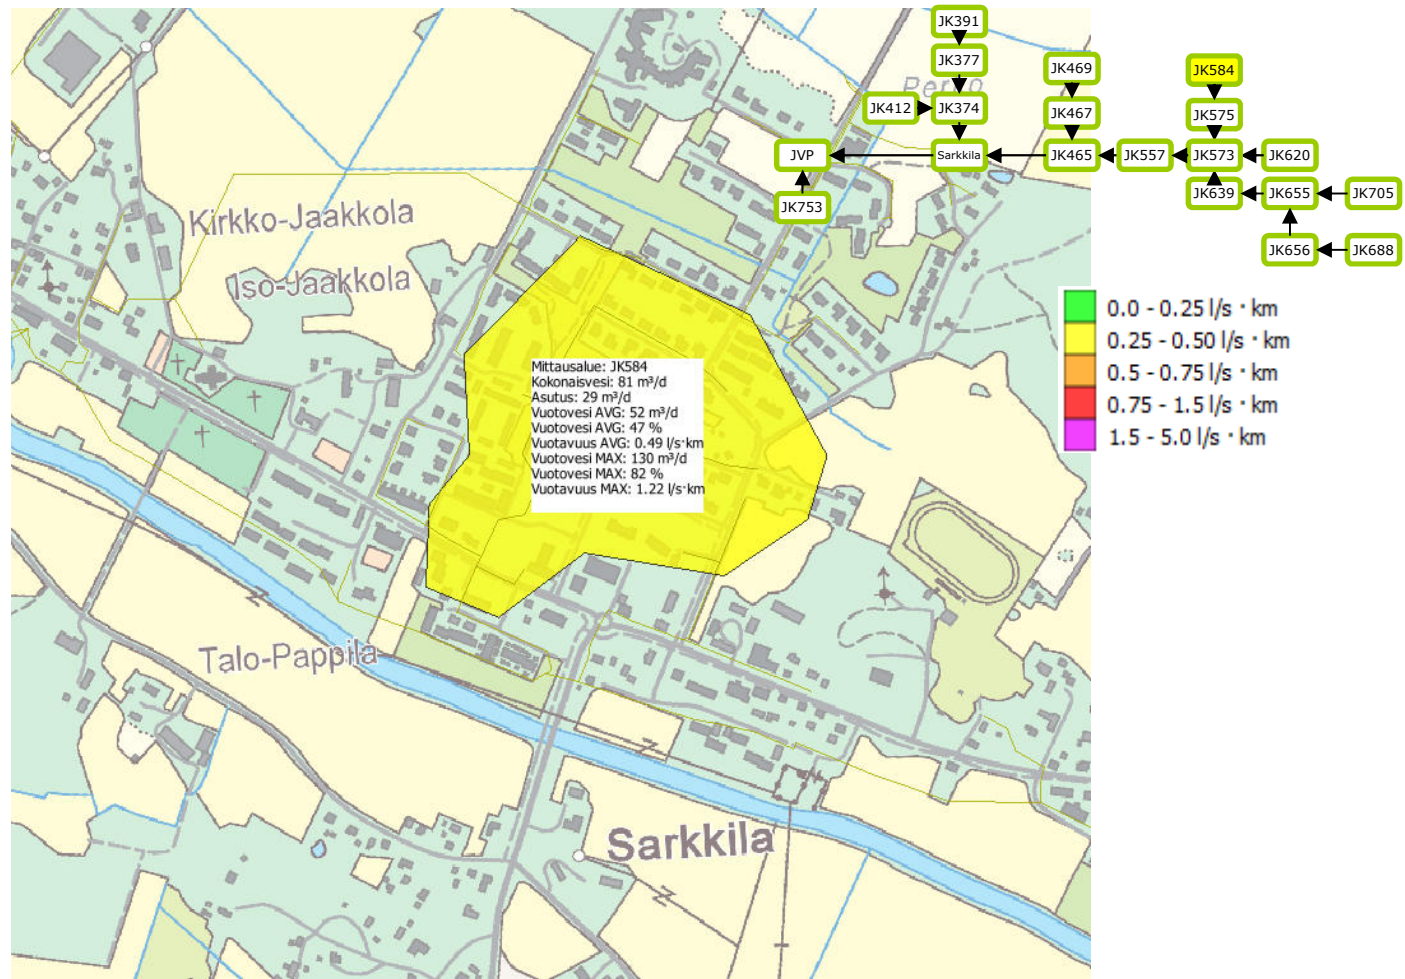 JK391
JK377
JK469
JK584
Perko
JK412
JK374
JK467
JK575
JVP
Sarkkila
JK465
JK557
JK573
JK620
JK753
JK639
JK655
JK705
JK656
JK688
Kirkko-Jaakkola
Iso-Jaakkola
0.0 - 0.25 l/s · km
0.25 - 0.50 l/s · km
0.5 - 0.75 l/s · km
0.75 - 1.5 l/s · km
1.5 - 5.0 l/s · km
Mittausalue: JK584
Kokonaisvesi: 81 m³/d
Asutus: 29 m³/d
Vuotovesi AVG: 52 m³/d
Vuotovesi AVG: 47 %
Vuotavuus AVG: 0.49 l/s·km
Vuotovesi MAX: 130 m³/d
Vuotovesi MAX: 82 %
Vuotavuus MAX: 1.22 l/s·km
Talo-Pappila
Sarkkila